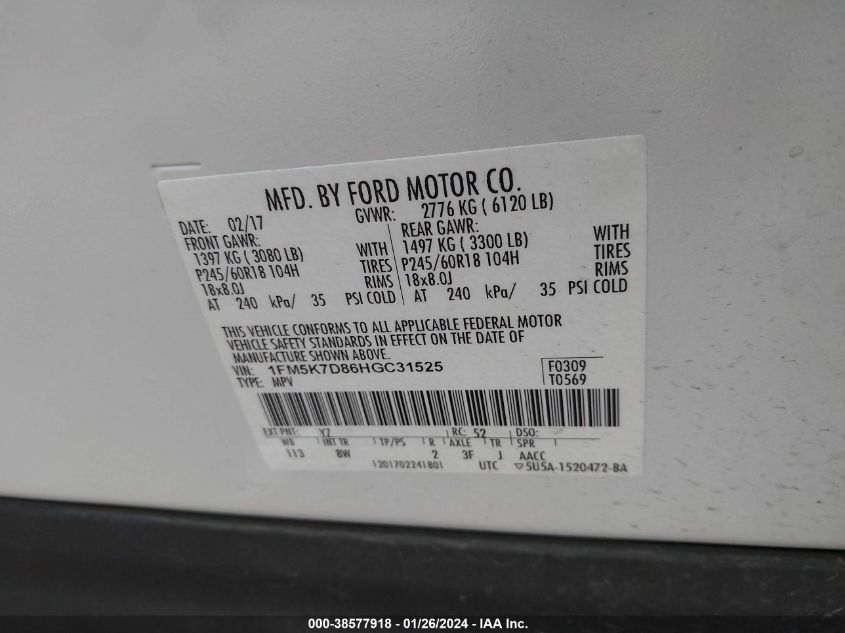 MFD. BY FORD MOTOR CO.
DATE: 02/17 GVWR: 2776 KG ( 6120 LB)
FRONT GAWR: REAR GAWR:
1397 KG ( 3080 LB) WITH 1497 KG ( 3300 LB) WITH
P245/60R18 104H TIRES P245/60R18 104H TIRES
18x8.0J RIMS 18x8.0J RIMS
AT 240 kPa/ 35 PSI COLD AT 240 kPa/ 35 PSI COLD
THIS VEHICLE CONFORMS TO ALL APPLICABLE FEDERAL MOTOR
VEHICLE SAFETY STANDARDS IN EFFECT ON THE DATE OF
MANUFACTURE SHOWN ABOVE.
VIN: 1FM5K7D86HGC31525 F0309
TYPE: MPV T0569
EXT PNT: YZ RC: 52 DSO:
WB INT TR TP/PS R AXLE TR SPR
113 BW 2 3F J AACC
1201702241801 UTC ▽5U5A-1520472-BA
000-38577918 - 01/26/2024 - IAA Inc.